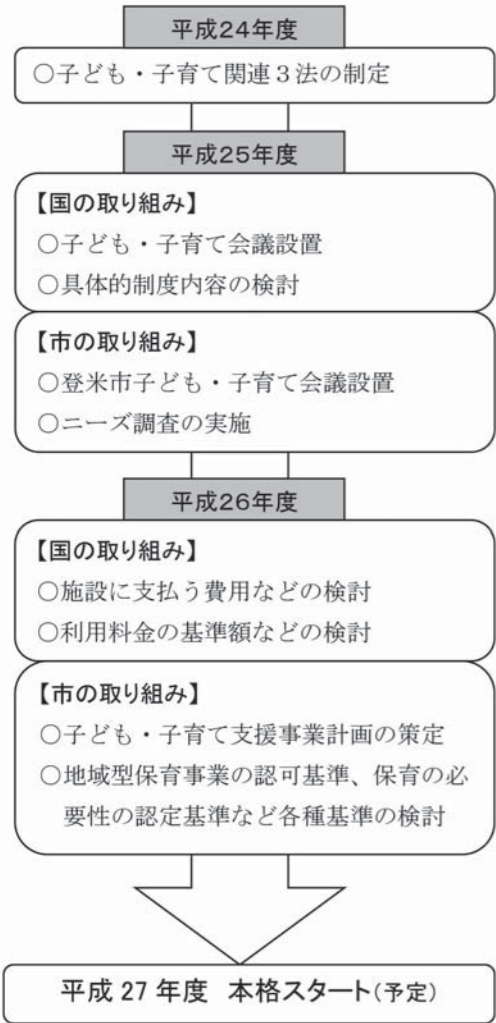 平成24年度
○子ども・子育て関連３法の制定
平成25年度
【国の取り組み】
○子ども・子育て会議設置
○具体的制度内容の検討
【市の取り組み】
○登米市子ども・子育て会議設置
○ニーズ調査の実施
平成26年度
【国の取り組み】
○施設に支払う費用などの検討
○利用料金の基準額などの検討
【市の取り組み】
○子ども・子育て支援事業計画の策定
○地域型保育事業の認可基準、保育の必
要性の認定基準など各種基準の検討
平成 27 年度 本格スタート(予定)